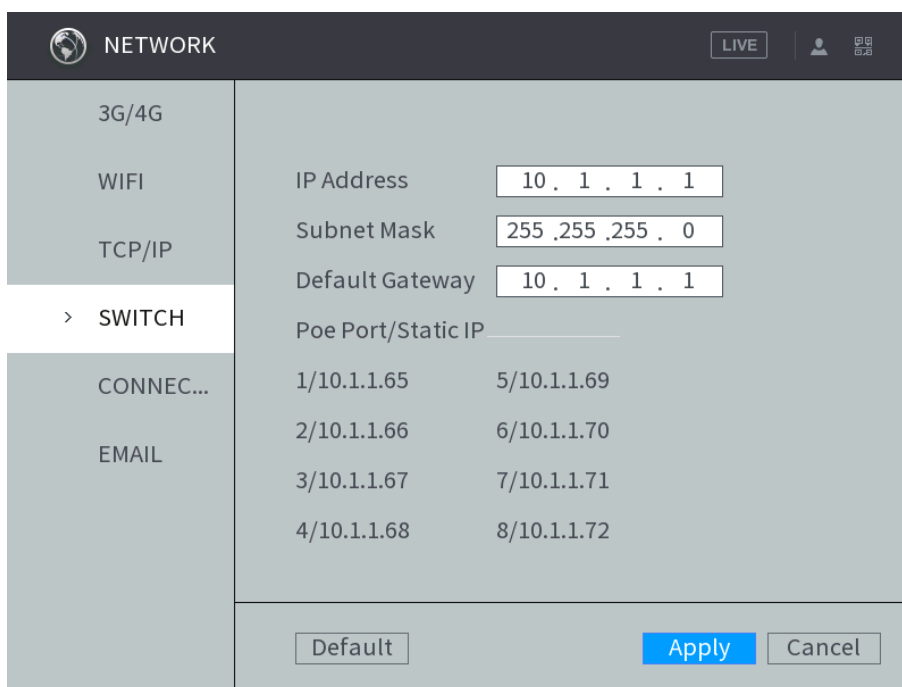 NETWORK
LIVE
3G/4G
WIFI
TCP/IP
> SWITCH
CONNEC...
EMAIL
IP Address 10 . 1 . 1 . 1
Subnet Mask 255 .255 .255 . 0
Default Gateway 10 . 1 . 1 . 1
Poe Port/Static IP
1/10.1.1.65 5/10.1.1.69
2/10.1.1.66 6/10.1.1.70
3/10.1.1.67 7/10.1.1.71
4/10.1.1.68 8/10.1.1.72
Default Apply Cancel